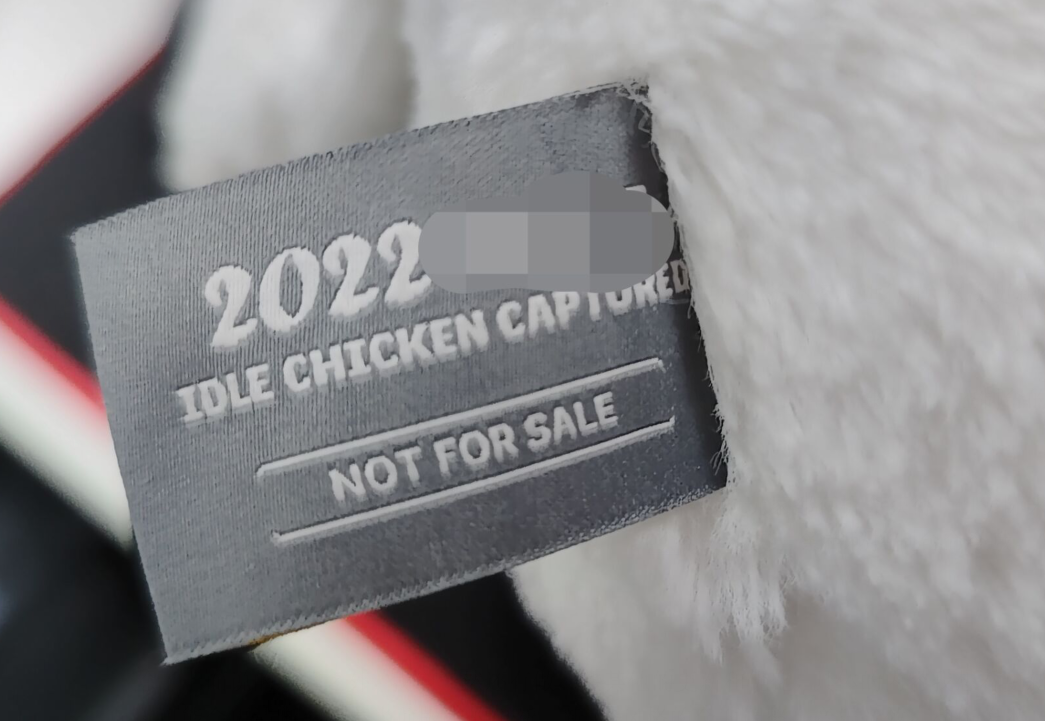 2022
IDLE CHICKEN CAPTURED
NOT FOR SALE